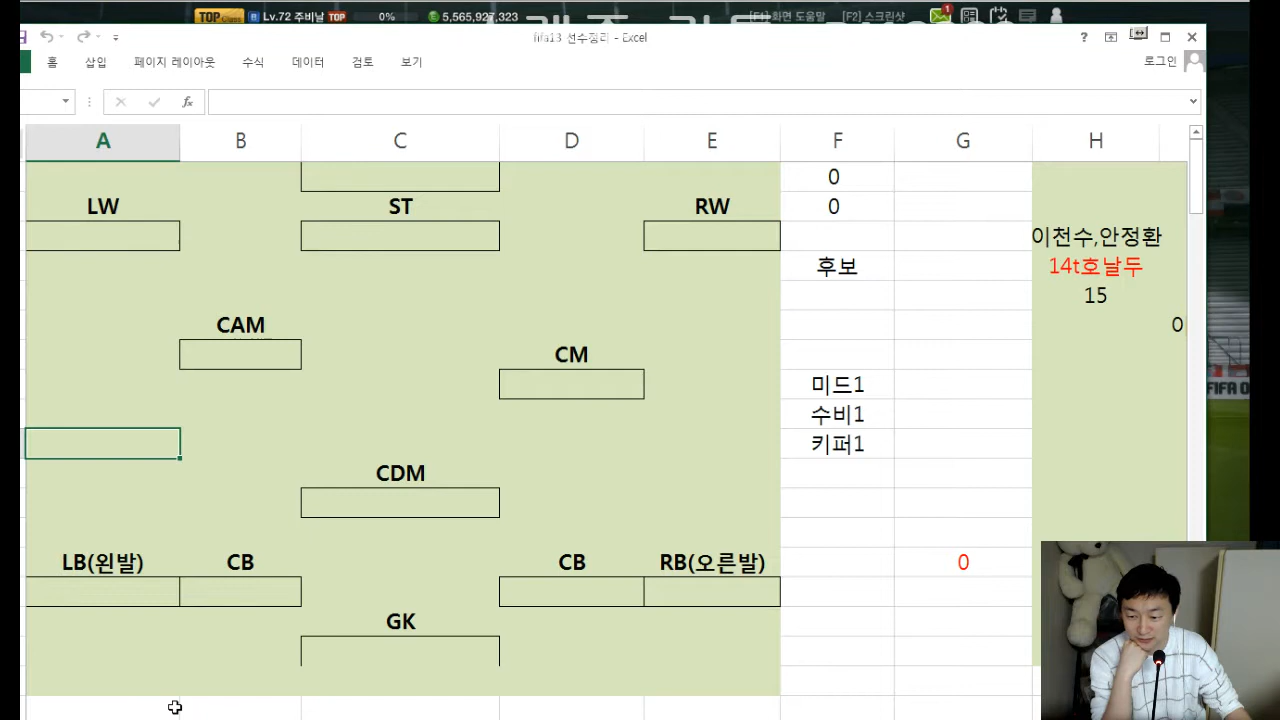 TOP Class B Lv.72 주비날 TOP 0% 5,565,927,323 [F1] 화면 도움말 [F2] 스크린샷 1
fifa13 선수정리 - Excel
홈 삽입 페이지 레이아웃 수식 데이터 검토 보기 로그인
fx
A B C D E F G H
0
LW ST RW 0
이천수,안정환
후보 14t호날두
15
CAM 0
CM
미드1
수비1
키퍼1
CDM
LB(왼발) CB CB RB(오른발) 0
GK
FIFA O